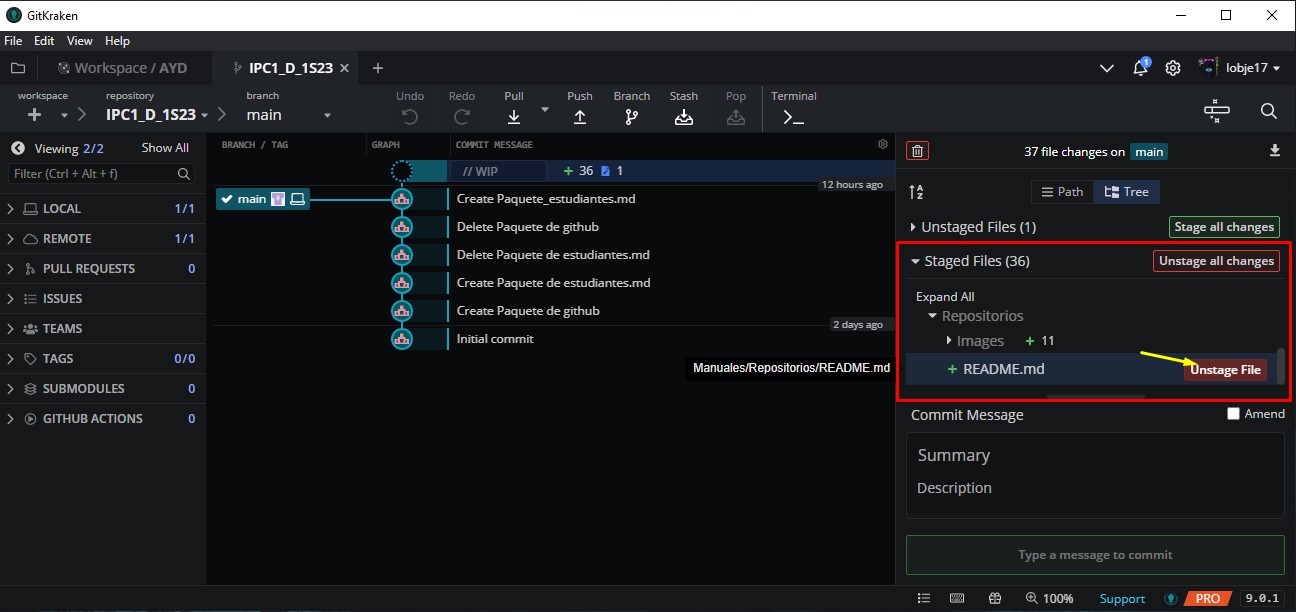 GitKraken
File Edit View Help
Workspace / AYD
IPC1_D_1S23
1
lobje17
workspace
repository
IPC1_D_1S23
branch
main
Undo
Redo
Pull
Push
Branch
Stash
Pop
Terminal
Viewing 2/2
Show All
Filter (Ctrl + Alt + f)
LOCAL 1/1
REMOTE 1/1
PULL REQUESTS 0
ISSUES
TEAMS
TAGS 0/0
SUBMODULES 0
GITHUB ACTIONS 0
BRANCH / TAG
GRAPH
COMMIT MESSAGE
// WIP
36 1
12 hours ago
main
Create Paquete_estudiantes.md
Delete Paquete de github
Delete Paquete de estudiantes.md
Create Paquete de estudiantes.md
Create Paquete de github
2 days ago
Initial commit
Manuales/Repositorios/README.md
37 file changes on main
Path
Tree
Unstaged Files (1)
Stage all changes
Staged Files (36)
Unstage all changes
Expand All
Repositorios
Images + 11
+ README.md
Unstage File
Commit Message
Amend
Summary
Description
Type a message to commit
100%
Support
PRO
9.0.1